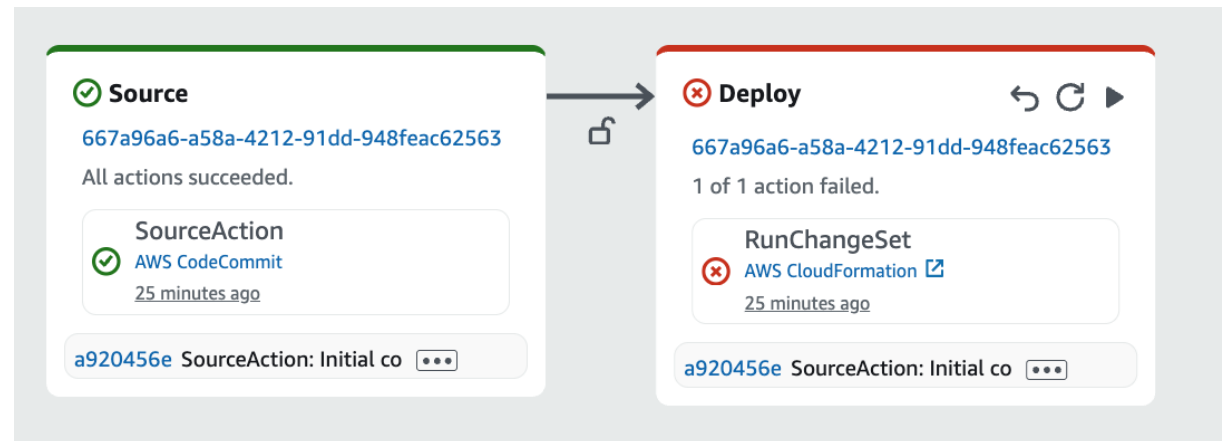 Source
667a96a6-a58a-4212-91dd-948feac62563
All actions succeeded.
SourceAction
AWS CodeCommit
25 minutes ago
a920456e SourceAction: Initial co
Deploy
667a96a6-a58a-4212-91dd-948feac62563
1 of 1 action failed.
RunChangeSet
AWS CloudFormation
25 minutes ago
a920456e SourceAction: Initial co